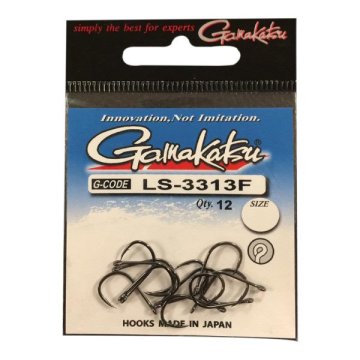 simply the best for experts
Gamakatsu
Innovation, Not Imitation.
Gamakatsu
G-CODE LS-3313F
Qty. 12 SIZE
HOOKS MADE IN JAPAN